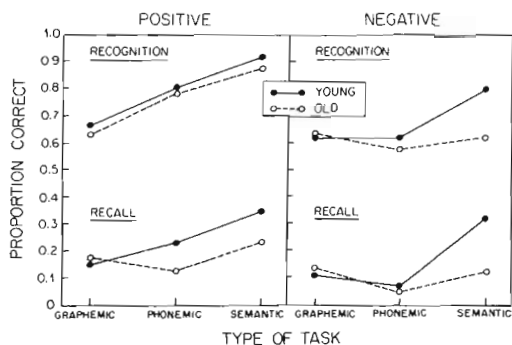 POSITIVE NEGATIVE
1.0
0.9
0.8
0.7
0.6
0.5
0.4
0.3
0.2
0.1
0
PROPORTION CORRECT
RECOGNITION
RECOGNITION
YOUNG
OLD
RECALL
RECALL
GRAPHEMIC PHONEMIC SEMANTIC GRAPHEMIC PHONEMIC SEMANTIC
TYPE OF TASK